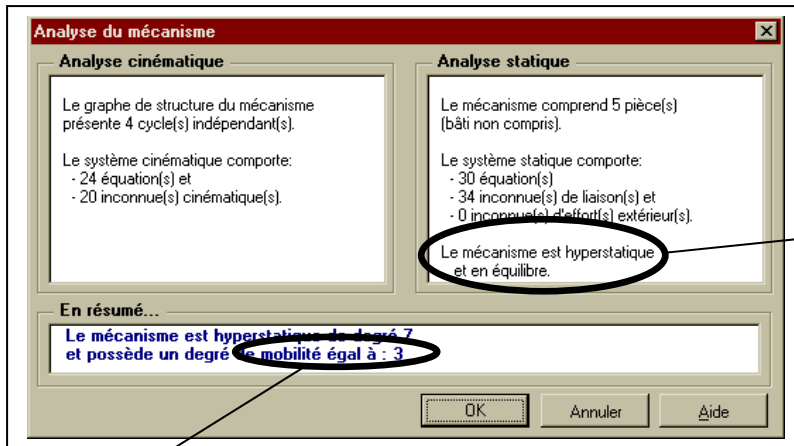 Analyse du mécanisme
Analyse cinématique
Le graphe de structure du mécanisme
présente 4 cycle(s) indépendant(s).
Le système cinématique comporte:
- 24 équation(s) et
- 20 inconnue(s) cinématique(s).
Analyse statique
Le mécanisme comprend 5 pièce(s)
(bâti non compris).
Le système statique comporte:
- 30 équation(s)
- 34 inconnue(s) de liaison(s) et
- 0 inconnue(s) d'effort(s) extérieur(s).
Le mécanisme est hyperstatique
et en équilibre.
En résumé...
Le mécanisme est hyperstatique de degré 7
et possède un degré de mobilité égal à : 3
OK
Annuler
Aide